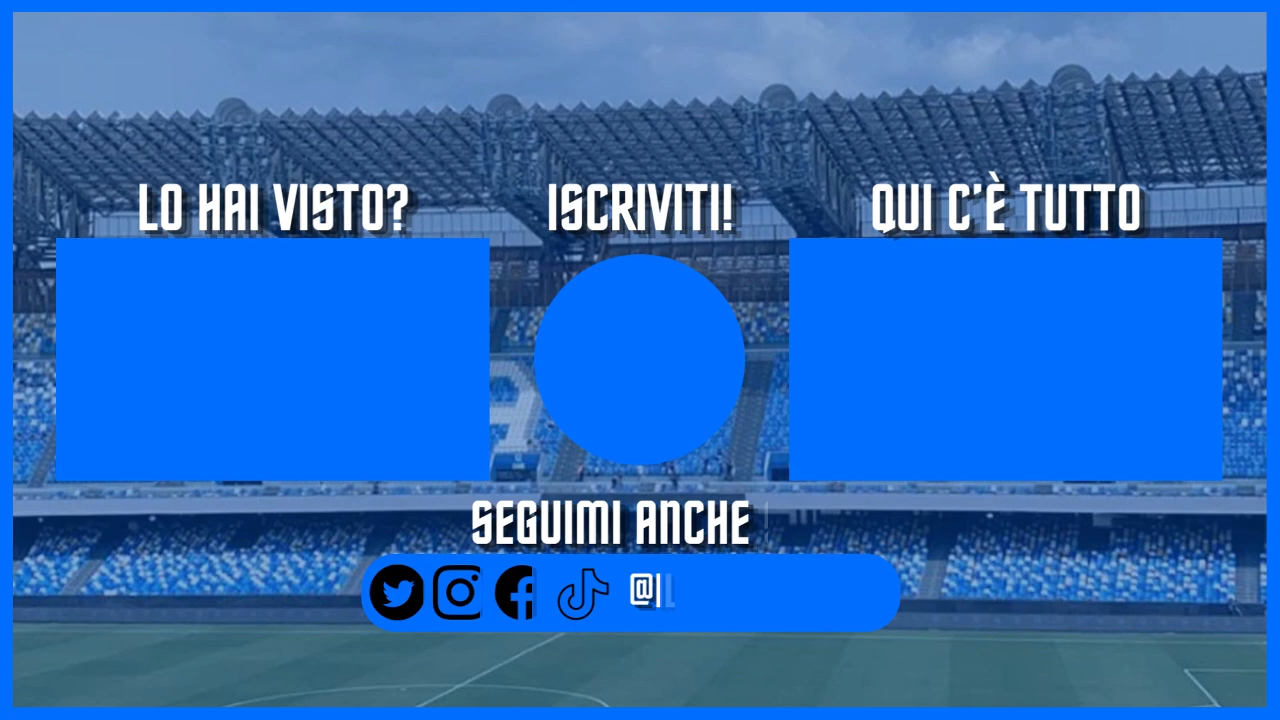 LO HAI VISTO?
ISCRIVITI!
QUI C'È TUTTO
SEGUIMI ANCHE
@